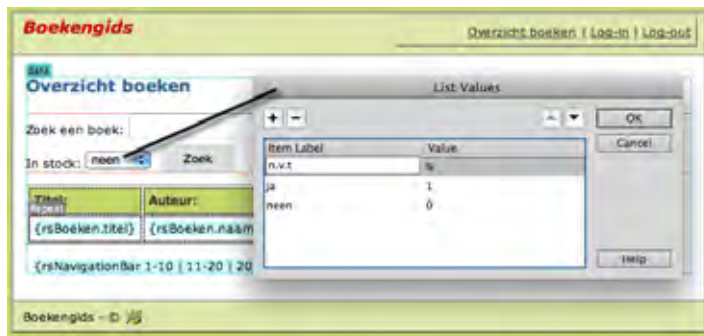 Boekengids
Overzicht boeken | Log-in | Log-out
Overzicht boeken
List Values
Zoek een boek:
+ -
OK
Item Label Value
Cancel
In stock: neen Zoek
n.v.t %
ja 1
neen 0
Titel: Auteur:
Repeat
{rsBoeken.titel} {rsBoeken.naam
{rsNavigationBar 1-10 | 11-20 | 20
Help
Boekengids - ©